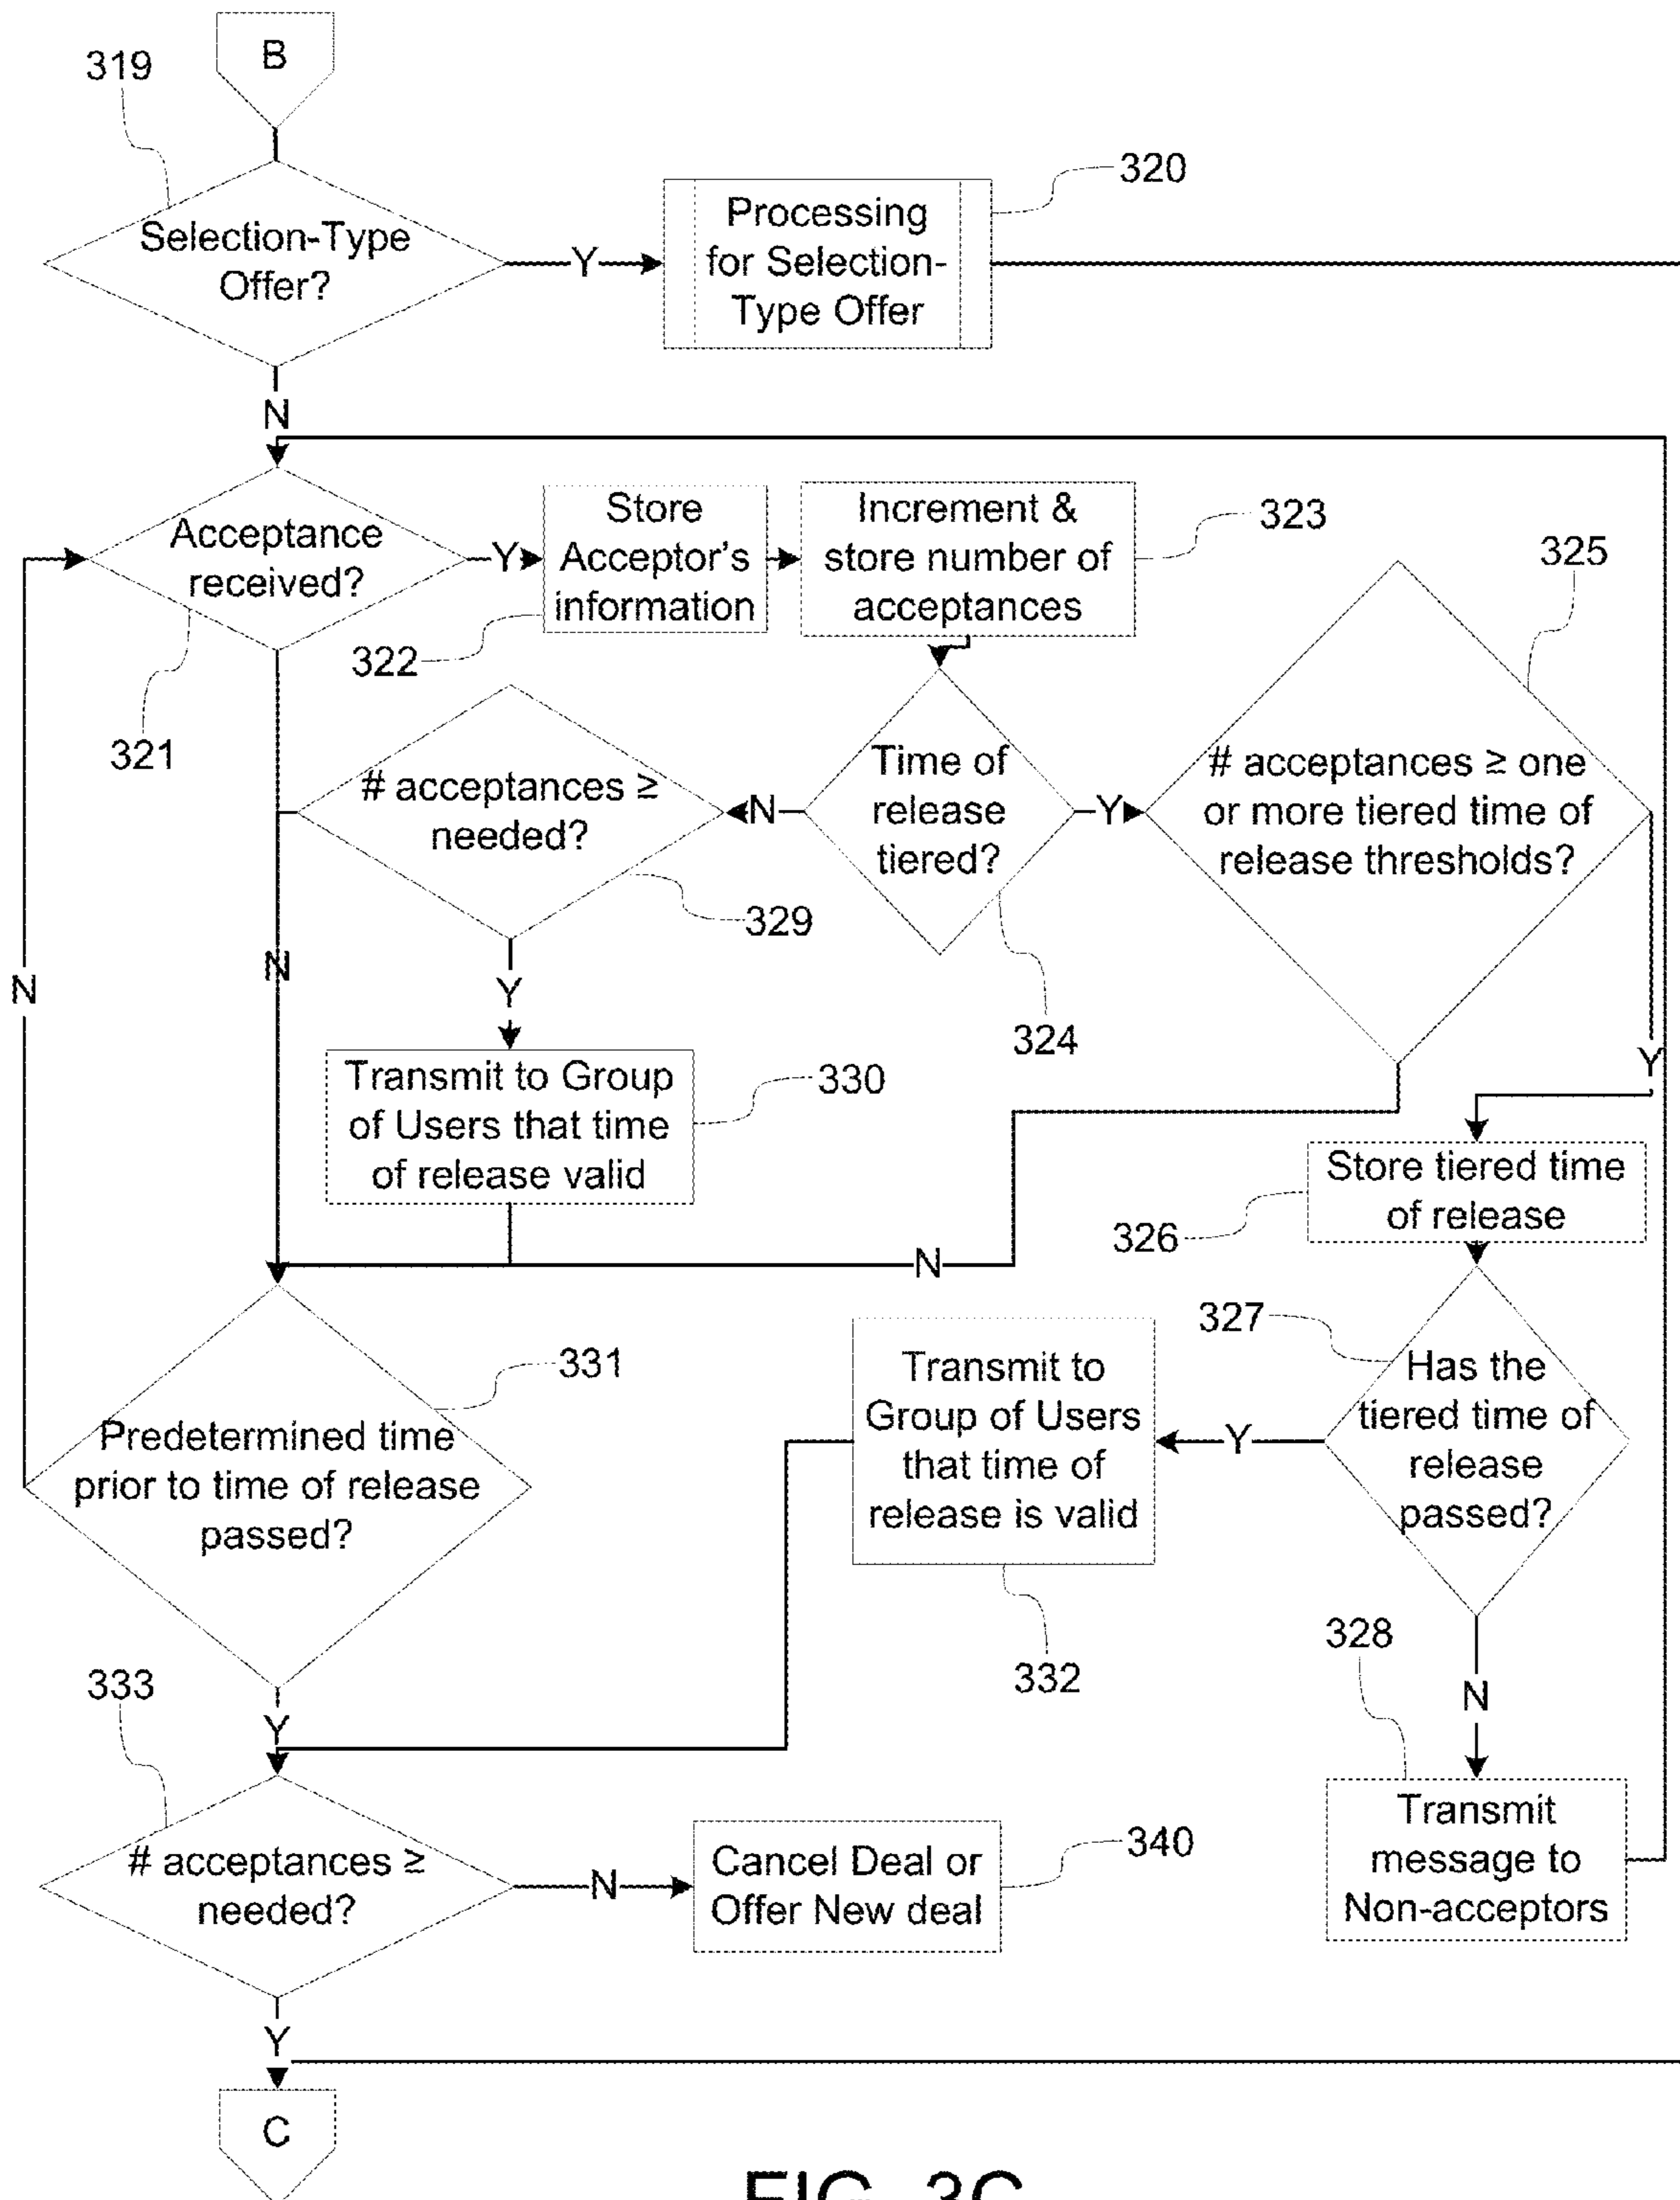 B
319
Selection-Type
Offer?
Y
Processing
for Selection-
Type Offer
320
N
Acceptance
received?
321
Y
Store
Acceptor's
information
322
Increment &
store number of
acceptances
323
Time of
release
tiered?
324
Y
# acceptances ≥ one
or more tiered time of
release thresholds?
325
N
# acceptances ≥
needed?
329
N
N
Y
Transmit to Group
of Users that time
of release valid
330
N
Y
Store tiered time
of release
326
Has the
tiered time of
release
passed?
327
Y
Transmit to
Group of Users
that time of
release is valid
332
N
Transmit
message to
Non-acceptors
328
Predetermined time
prior to time of release
passed?
331
Y
# acceptances ≥
needed?
333
N
Cancel Deal or
Offer New deal
340
Y
C
FIG. 3C